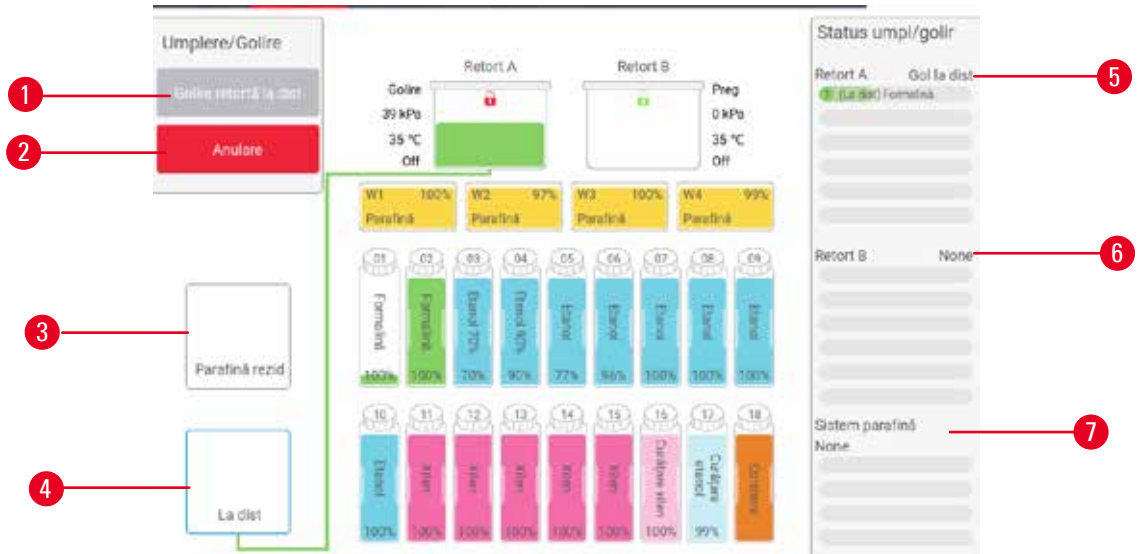 Umplere/Golire
Golire retortă la dist
Anulare
Parafină rezid
La dist
Retort A
Golire
39 kPa
35 °C
Off
Retort B
Preg
0 kPa
35 °C
Off
W1 100%
Parafină
W2 97%
Parafină
W3 100%
Parafină
W4 99%
Parafină
01 02 03 04 05 06 07 08 09
Formalină
Formalină
Etanol 70%
Etanol 90%
Etanol
Etanol
Etanol
Etanol
Etanol
100% 100% 70% 90% 77% 96% 100% 100% 100%
10 11 12 13 14 15 16 17 18
Etanol
Xilen
Xilen
Xilen
Xilen
Xilen
Curățare xilen
Curățare etanol
100% 100% 100% 100% 100% 100% 100% 99%
Status umpl/golir
Retort A Gol la dist
(La dist) Formalină
Retort B None
Sistem parafină
None
1
2
3
4
5
6
7